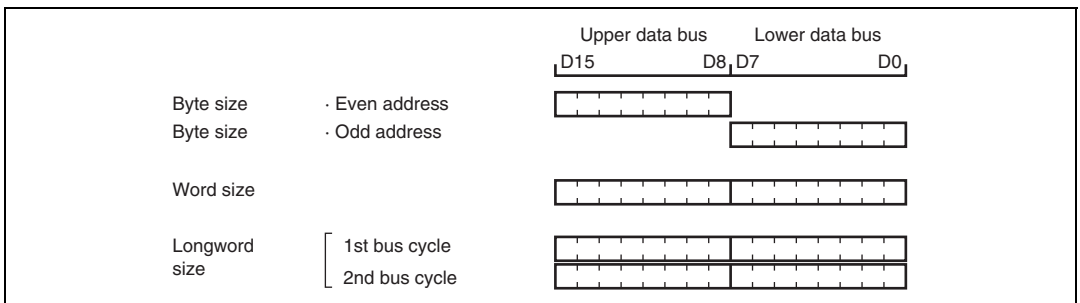 Upper data bus Lower data bus
D15 D8 D7 D0
Byte size · Even address
Byte size · Odd address
Word size
Longword size
1st bus cycle
2nd bus cycle